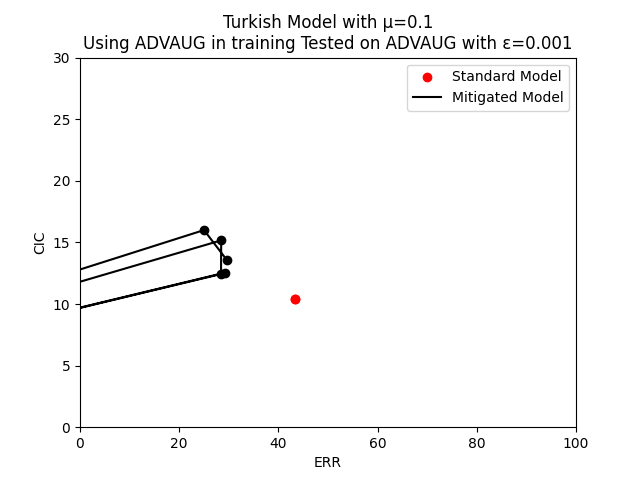 Turkish Model with μ=0.1
Using ADVAUG in training Tested on ADVAUG with ε=0.001
30
25
20
15
10
5
0
CIC
Standard Model
Mitigated Model
0 20 40 60 80 100
ERR